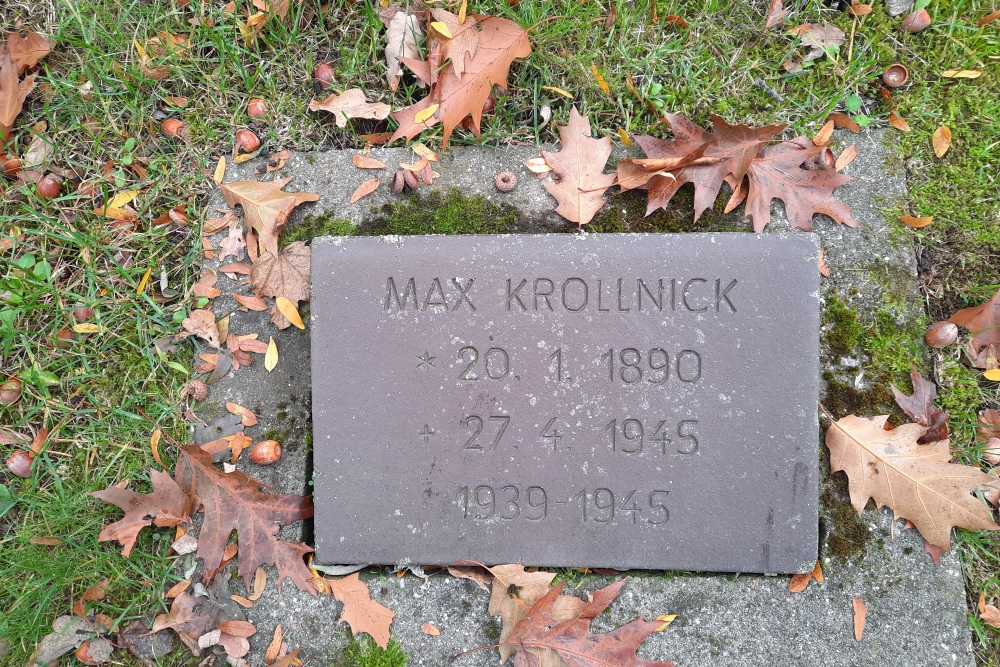 MAX KROLLNICK
* 20. 1. 1890
+ 27. 4. 1945
1939-1945